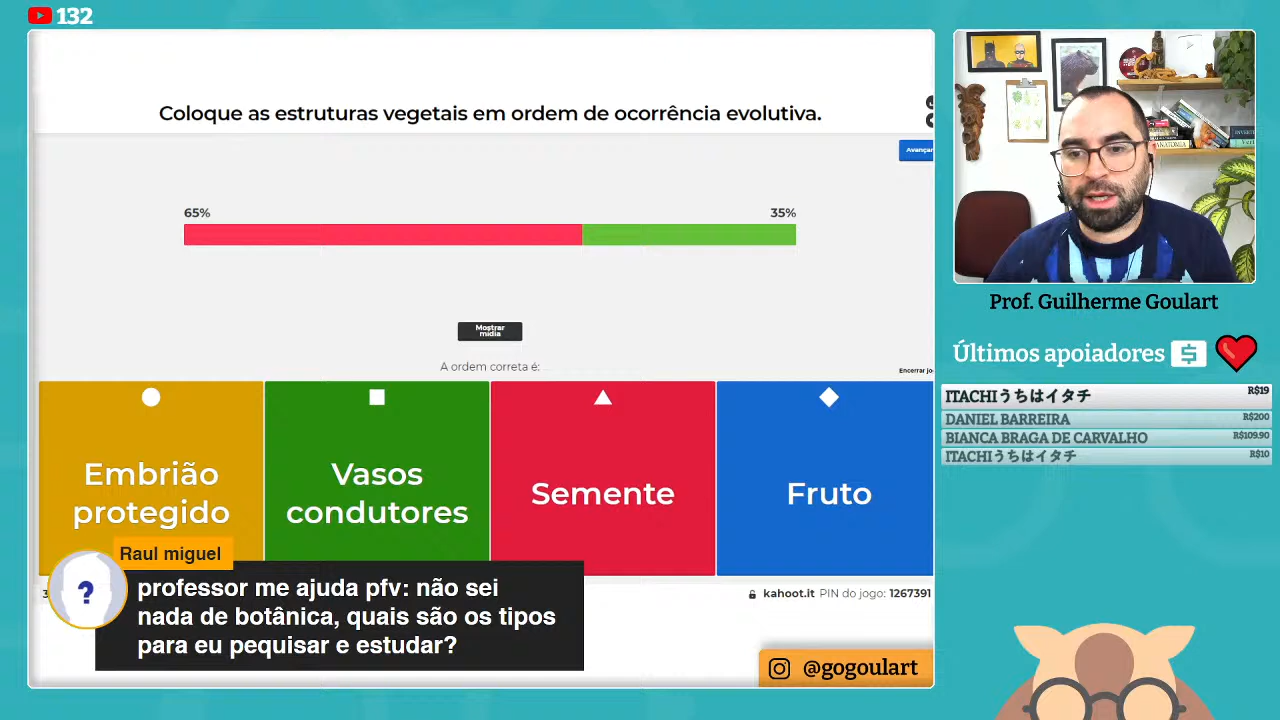 132
Coloque as estruturas vegetais em ordem de ocorrência evolutiva.
Avançar
65%
35%
Mostrar
mídia
A ordem correta é:
Encerrar jo
Embrião
protegido
Vasos
condutores
Semente
Fruto
Raul miguel
professor me ajuda pfv: não sei
nada de botânica, quais são os tipos
para eu pequisar e estudar?
kahoot.it PIN do jogo: 1267391
@gogoulart
Prof. Guilherme Goulart
Últimos apoiadores
ITACHIうちはイタチ R$19
DANIEL BARREIRA R$200
BIANCA BRAGA DE CARVALHO R$109.90
ITACHIうちはイタチ R$10
ANATOMIA